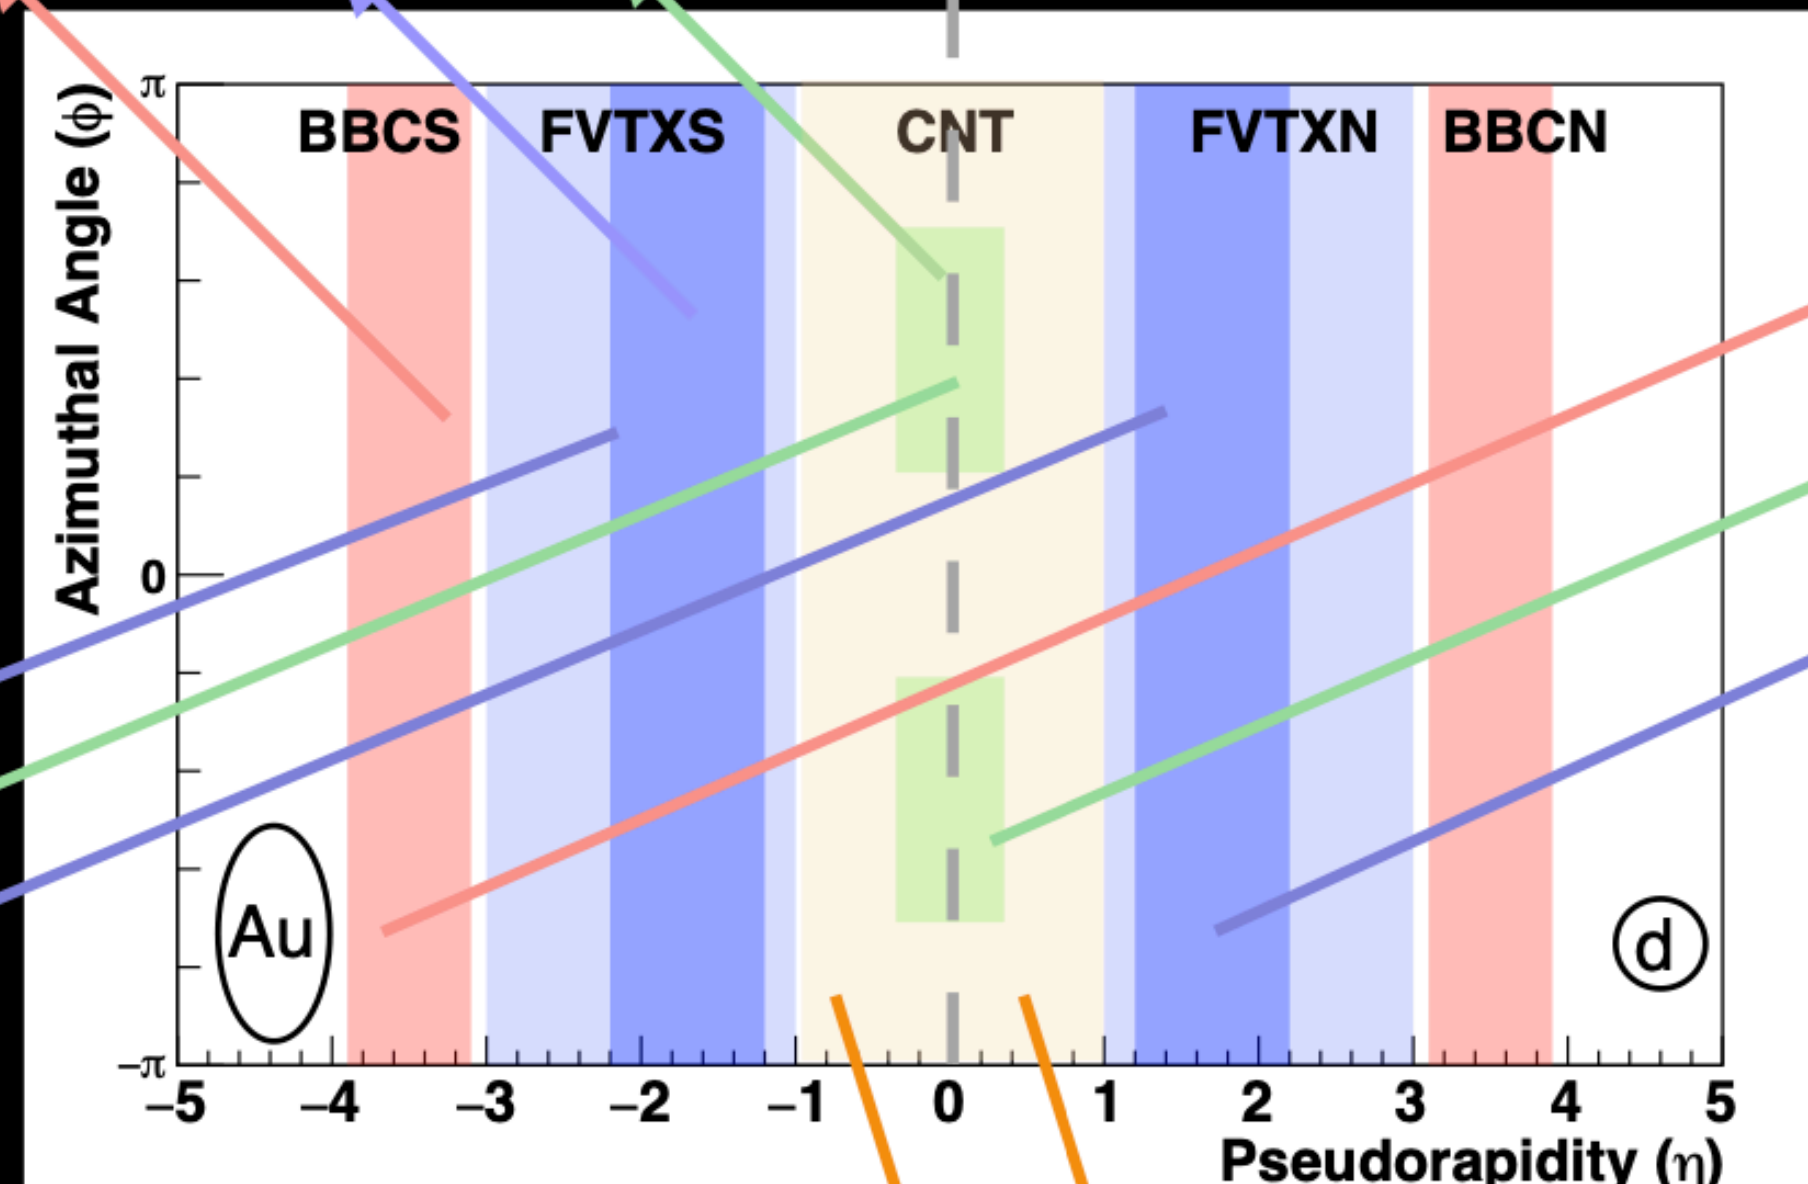 π
BBCS FVTXS CNT FVTXN BBCN
Azimuthal Angle (ϕ)
0
Au d
−π
−5 −4 −3 −2 −1 0 1 2 3 4 5
Pseudorapidity (η)